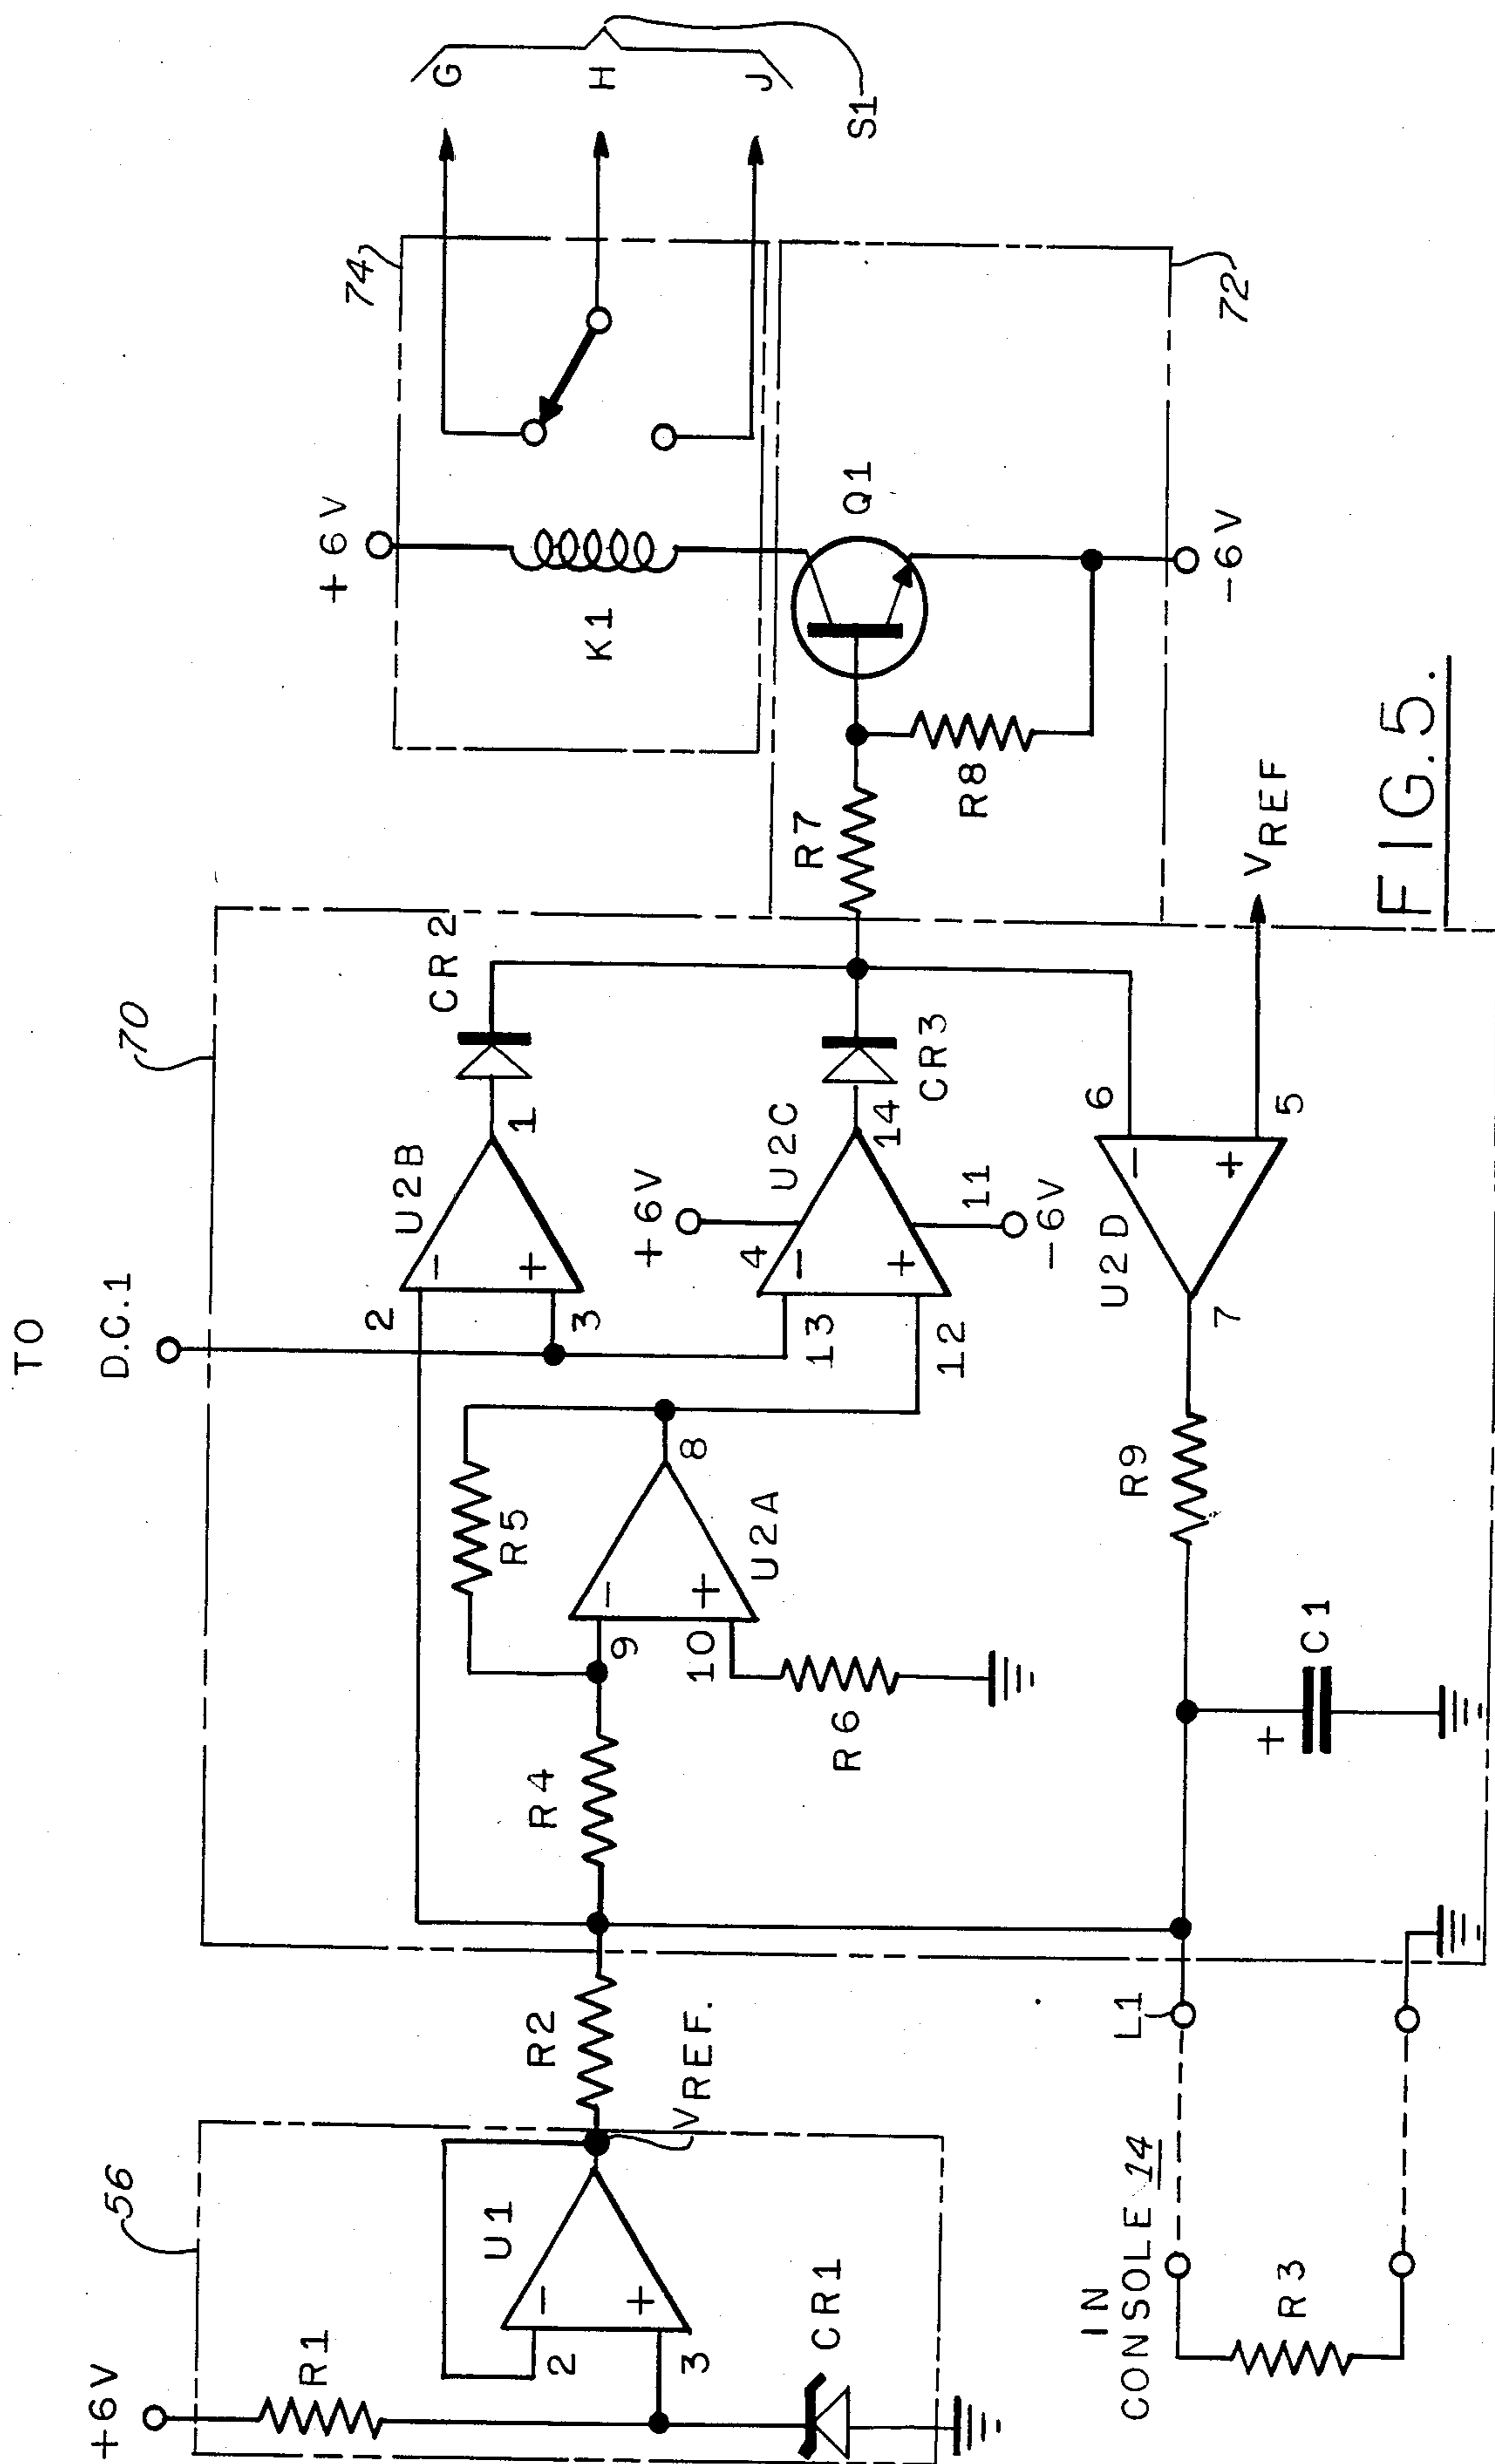 TO
D.C.1
70
56
+6V
R1
U1
2
3
CR1
VREF.
R2
R4
R5
9
10
8
U2A
R6
2
3
U2B
1
CR2
13
12
4
+6V
U2C
14
11
-6V
CR3
6
5
U2D
7
R9
+
C1
L1
IN
CONSOLE 14
R3
R7
R8
VREF
+6V
K1
Q1
-6V
74
72
G
H
J
S1
- +
- +
- +
- +
- +
FIG.5.